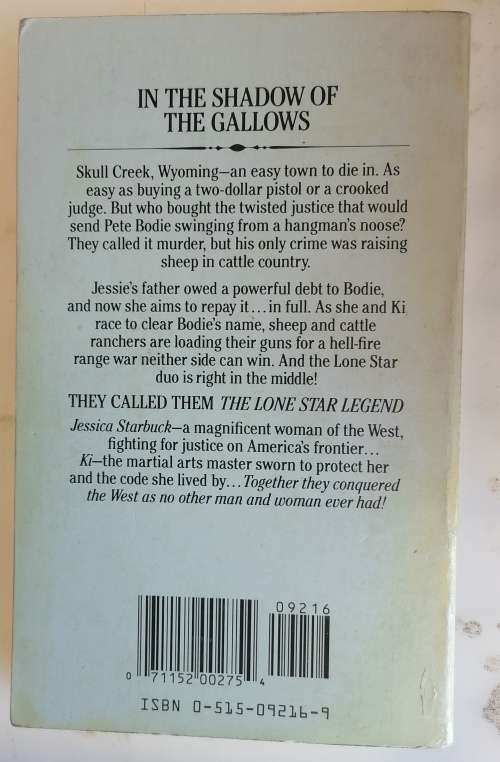 IN THE SHADOW OF
THE GALLOWS
Skull Creek, Wyoming—an easy town to die in. As
easy as buying a two-dollar pistol or a crooked
judge. But who bought the twisted justice that would
send Pete Bodie swinging from a hangman's noose?
They called it murder, but his only crime was raising
sheep in cattle country.
Jessie's father owed a powerful debt to Bodie,
and now she aims to repay it...in full. As she and Ki
race to clear Bodie's name, sheep and cattle
ranchers are loading their guns for a hell-fire
range war neither side can win. And the Lone Star
duo is right in the middle!
THEY CALLED THEM THE LONE STAR LEGEND
Jessica Starbuck—a magnificent woman of the West,
fighting for justice on America's frontier...
Ki—the martial arts master sworn to protect her
and the code she lived by...Together they conquered
the West as no other man and woman ever had!
09216
0 71152 00275 4
ISBN 0-515-09216-9